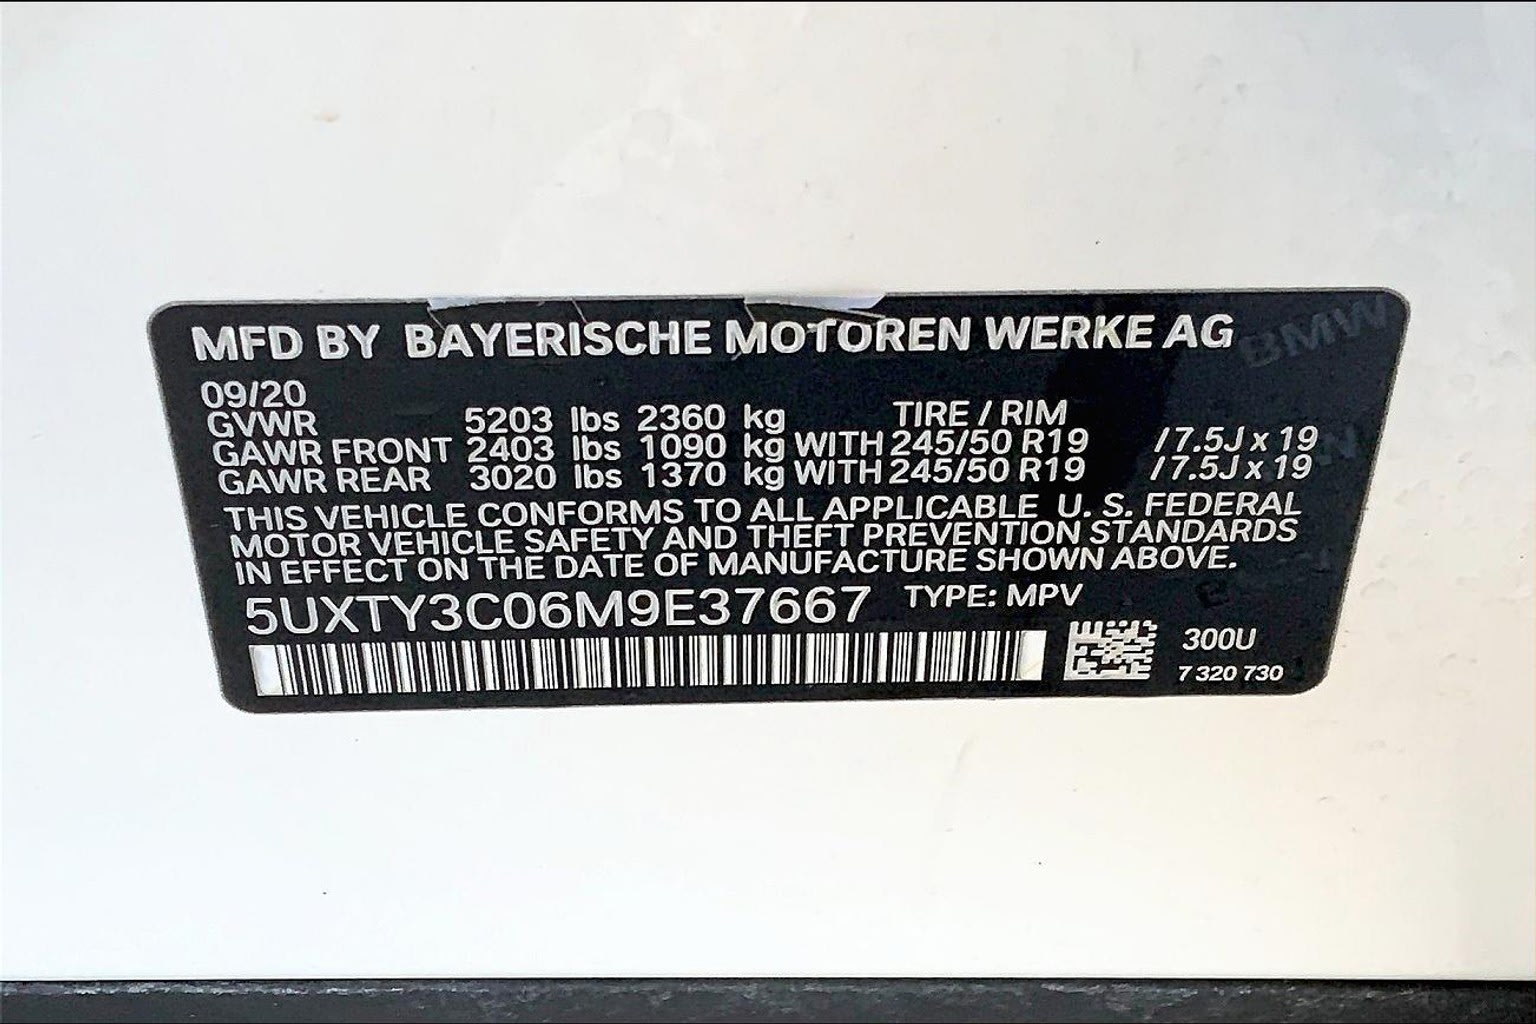 MFD BY BAYERISCHE MOTOREN WERKE AG
BMW
09/20
GVWR 5203 lbs 2360 kg TIRE / RIM
GAWR FRONT 2403 lbs 1090 kg WITH 245/50 R19 / 7.5J x 19
GAWR REAR 3020 lbs 1370 kg WITH 245/50 R19 / 7.5J x 19
THIS VEHICLE CONFORMS TO ALL APPLICABLE U. S. FEDERAL
MOTOR VEHICLE SAFETY AND THEFT PREVENTION STANDARDS
IN EFFECT ON THE DATE OF MANUFACTURE SHOWN ABOVE.
5UXTY3C06M9E37667 TYPE: MPV
300U
7 320 730